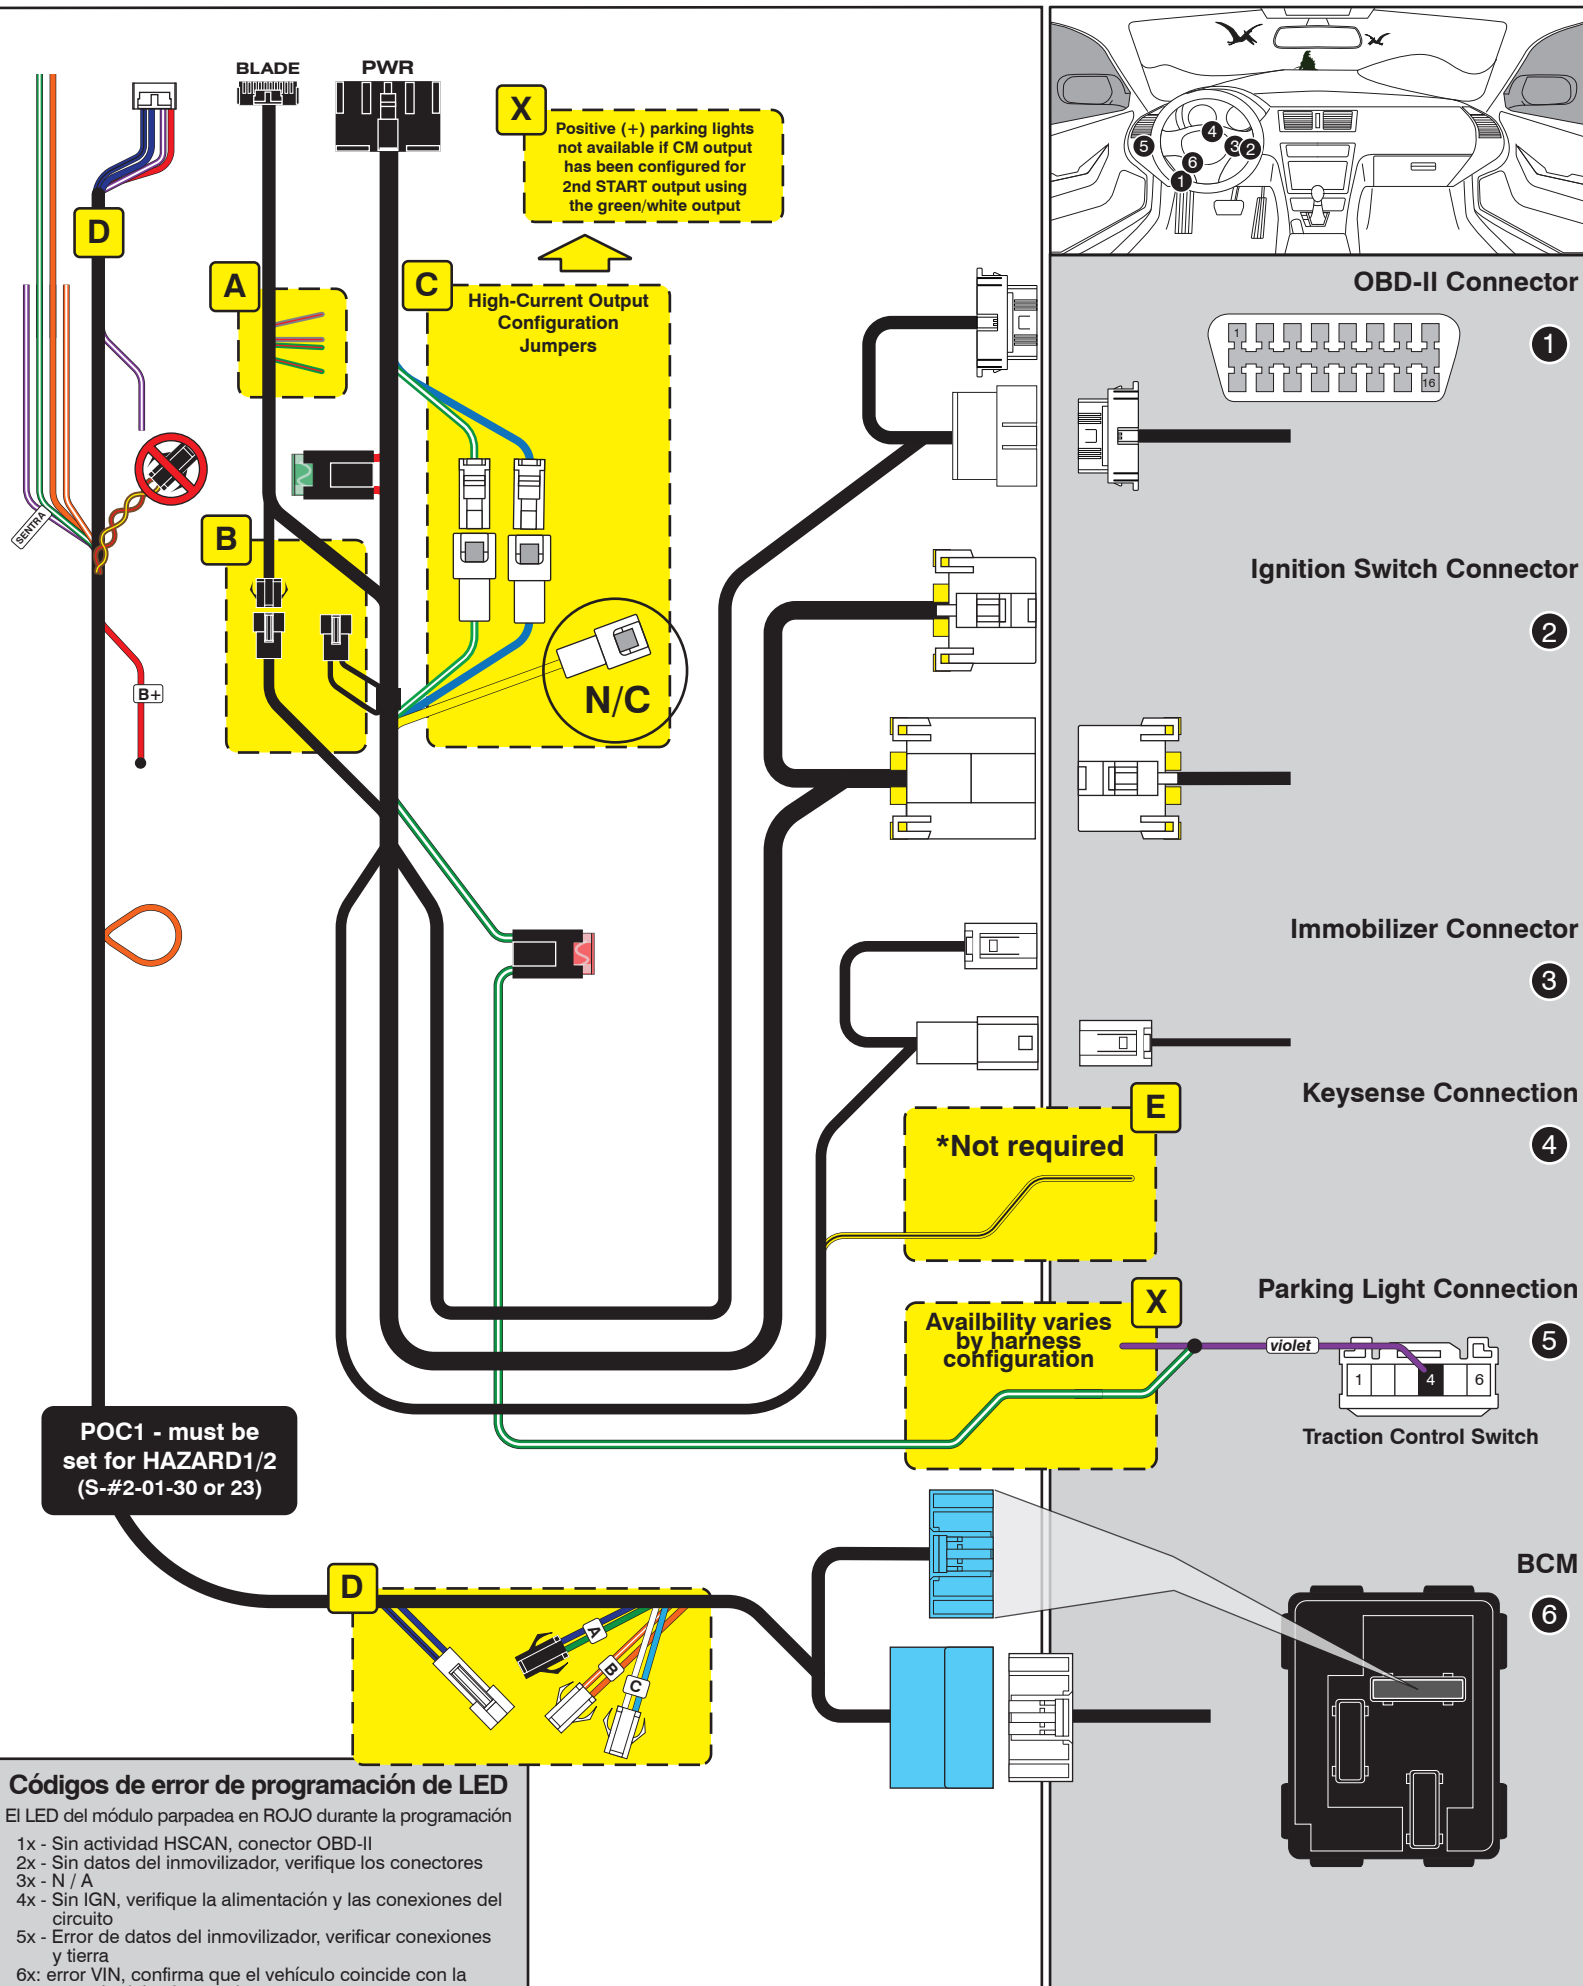 BLADE
PWR
X
Positive (+) parking lights
not available if CM output
has been configured for
2nd START output using
the green/white output
D
A
C
High-Current Output
Configuration
Jumpers
SENTRA
B
B+
N/C
5
4
3
2
6
1
OBD-II Connector
1
1
16
Ignition Switch Connector
2
Immobilizer Connector
3
Keysense Connection
4
E
*Not required
Parking Light Connection
5
X
Availbility varies
by harness
configuration
violet
1
4
6
Traction Control Switch
POC1 - must be
set for HAZARD1/2
(S-#2-01-30 or 23)
D
A
B
C
BCM
6
Códigos de error de programación de LED
El LED del módulo parpadea en ROJO durante la programación
1x - Sin actividad HSCAN, conector OBD-II
2x - Sin datos del inmovilizador, verifique los conectores
3x - N / A
4x - Sin IGN, verifique la alimentación y las conexiones del
circuito
5x - Error de datos del inmovilizador, verificar conexiones
y tierra
6x: error VIN, confirma que el vehículo coincide con la